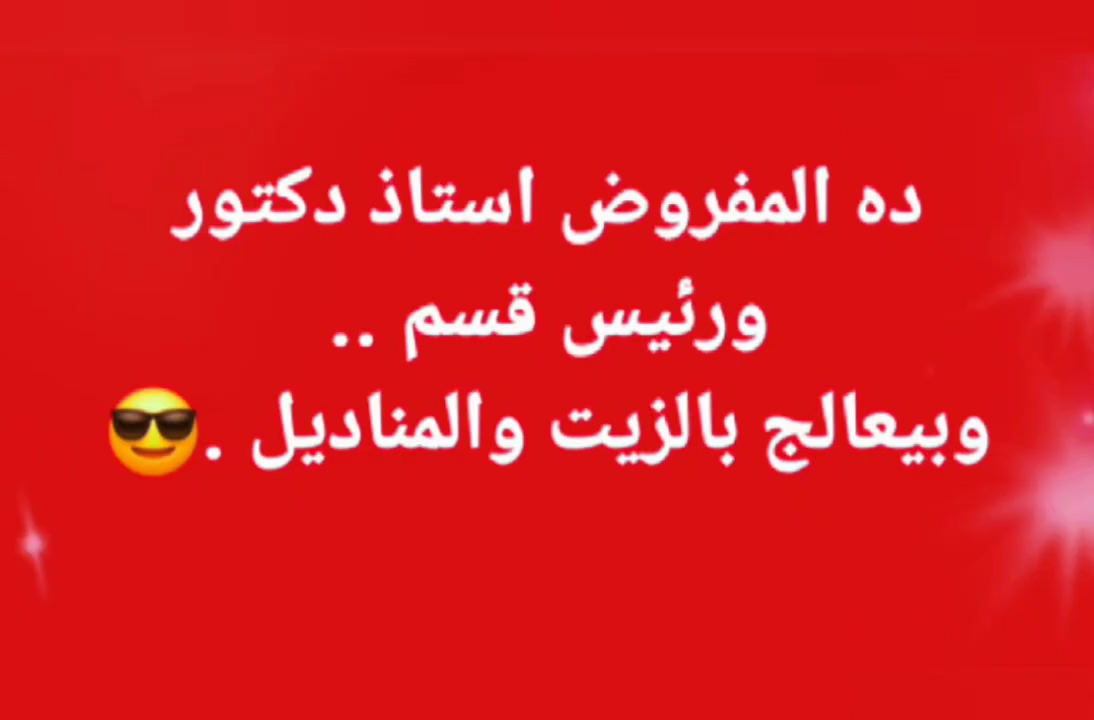 ده المفروض استاذ دكتور
ورئيس قسم ..
وبيعالج بالزيت والمناديل .😎